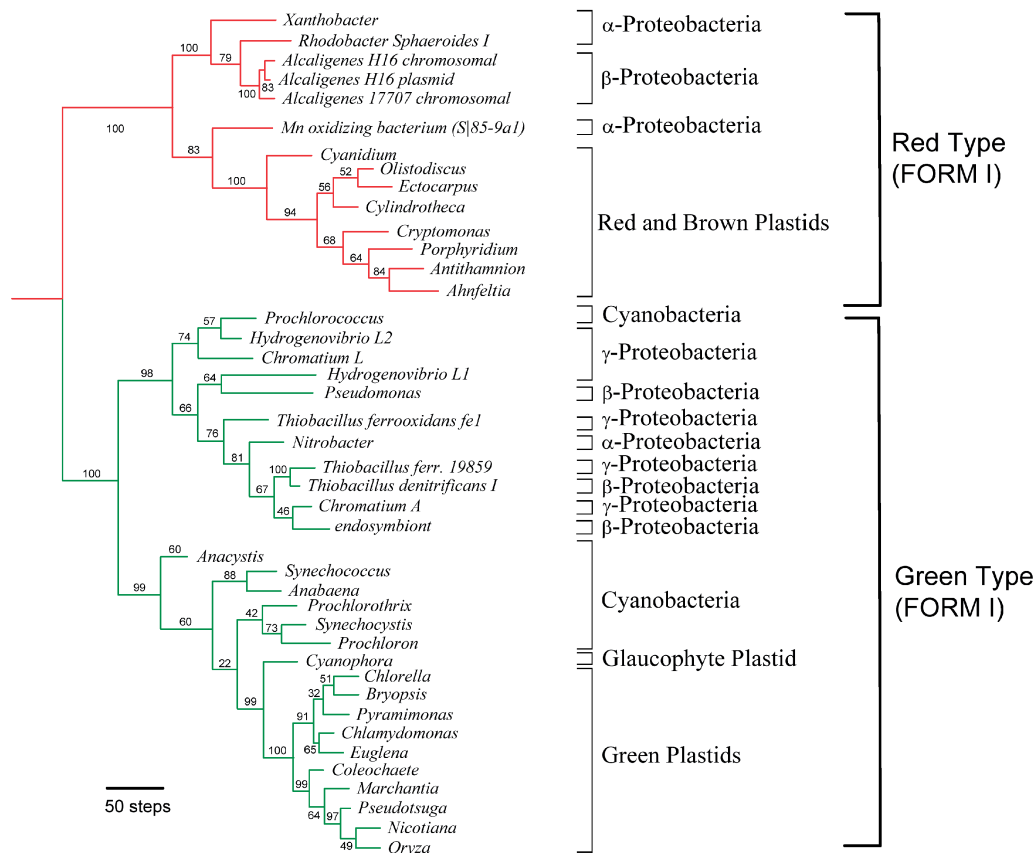 Xanthobacter
α-Proteobacteria
100
Rhodobacter Sphaeroides I
79
Alcaligenes H16 chromosomal
Alcaligenes H16 plasmid
β-Proteobacteria
100
83
Alcaligenes 17707 chromosomal
100
Mn oxidizing bacterium (S|85-9a1)
α-Proteobacteria
83
Red Type
(FORM I)
Cyanidium
100
52
Olistodiscus
56
Ectocarpus
Cylindrotheca
94
Red and Brown Plastids
Cryptomonas
68
Porphyridium
64
Antithamnion
84
Ahnfeltia
Cyanobacteria
57
Prochlorococcus
74
Hydrogenovibrio L2
γ-Proteobacteria
Chromatium L
98
64
Hydrogenovibrio L1
Pseudomonas
β-Proteobacteria
66
Thiobacillus ferrooxidans fe1
γ-Proteobacteria
76
Nitrobacter
α-Proteobacteria
81
100
Thiobacillus ferr. 19859
γ-Proteobacteria
100
67
Thiobacillus denitrificans I
β-Proteobacteria
46
Chromatium A
γ-Proteobacteria
endosymbiont
β-Proteobacteria
60
Anacystis
88
Synechococcus
99
Anabaena
Green Type
(FORM I)
Cyanobacteria
42
Prochlorothrix
60
73
Synechocystis
Prochloron
22
Cyanophora
Glaucophyte Plastid
51
Chlorella
99
32
Bryopsis
91
Pyramimonas
Chlamydomonas
100
65
Euglena
Green Plastids
Coleochaete
99
Marchantia
50 steps
64
97
Pseudotsuga
Nicotiana
49
Oryza